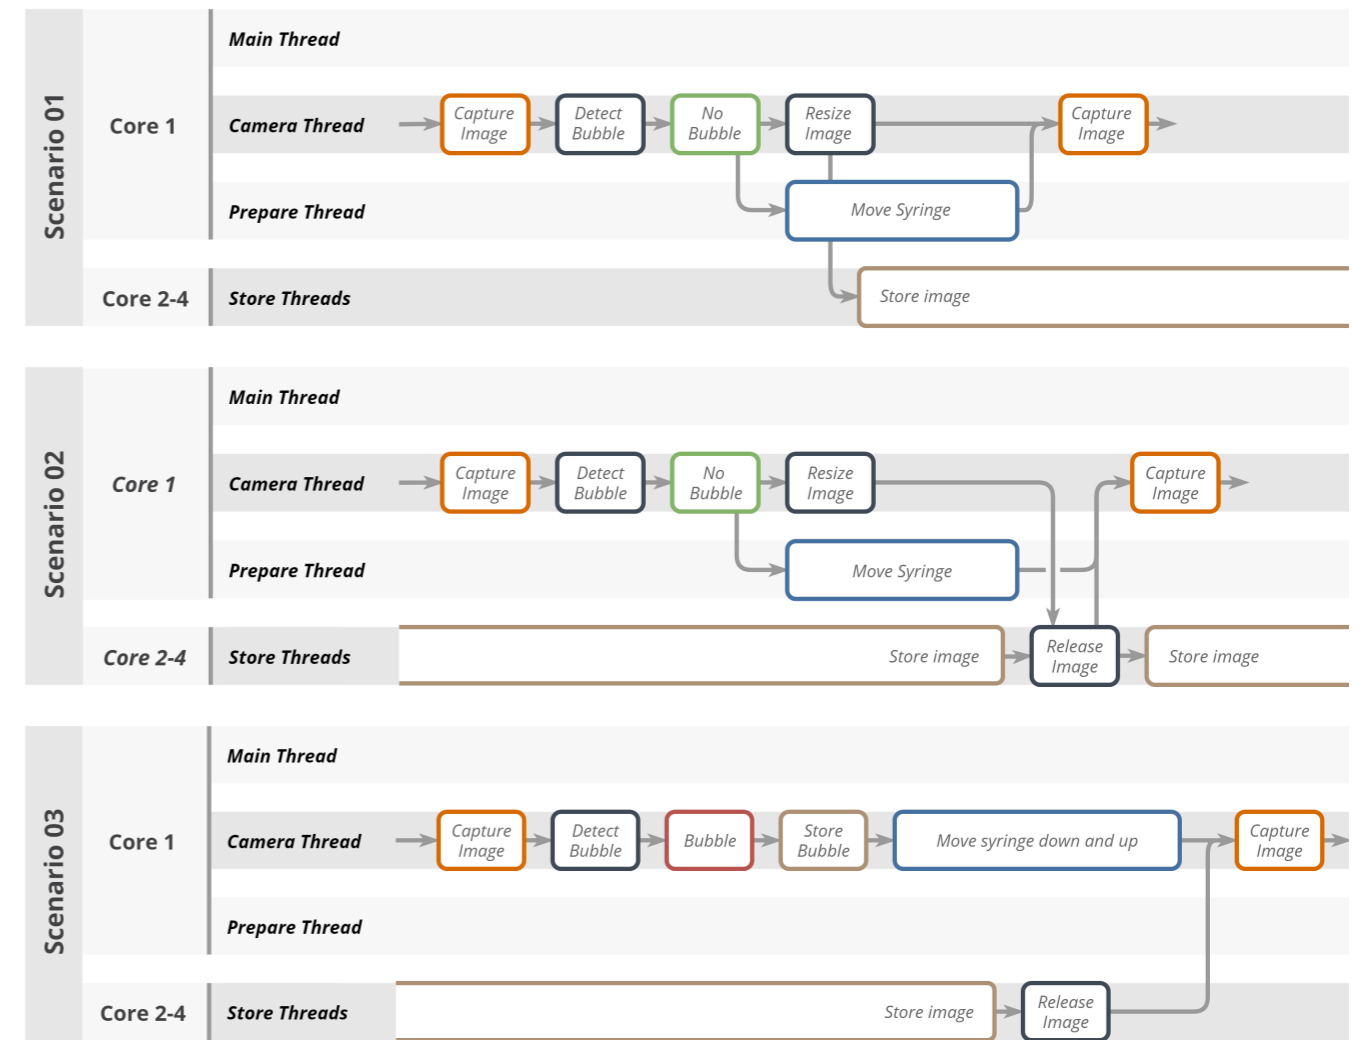 Scenario 01
Core 1
Main Thread
Camera Thread
Capture
Image
Detect
Bubble
No
Bubble
Resize
Image
Capture
Image
Prepare Thread
Move Syringe
Core 2-4
Store Threads
Store image
Scenario 02
Core 1
Main Thread
Camera Thread
Capture
Image
Detect
Bubble
No
Bubble
Resize
Image
Capture
Image
Prepare Thread
Move Syringe
Core 2-4
Store Threads
Store image
Release
Image
Store image
Scenario 03
Core 1
Main Thread
Camera Thread
Capture
Image
Detect
Bubble
Bubble
Store
Bubble
Move syringe down and up
Capture
Image
Prepare Thread
Core 2-4
Store Threads
Store image
Release
Image